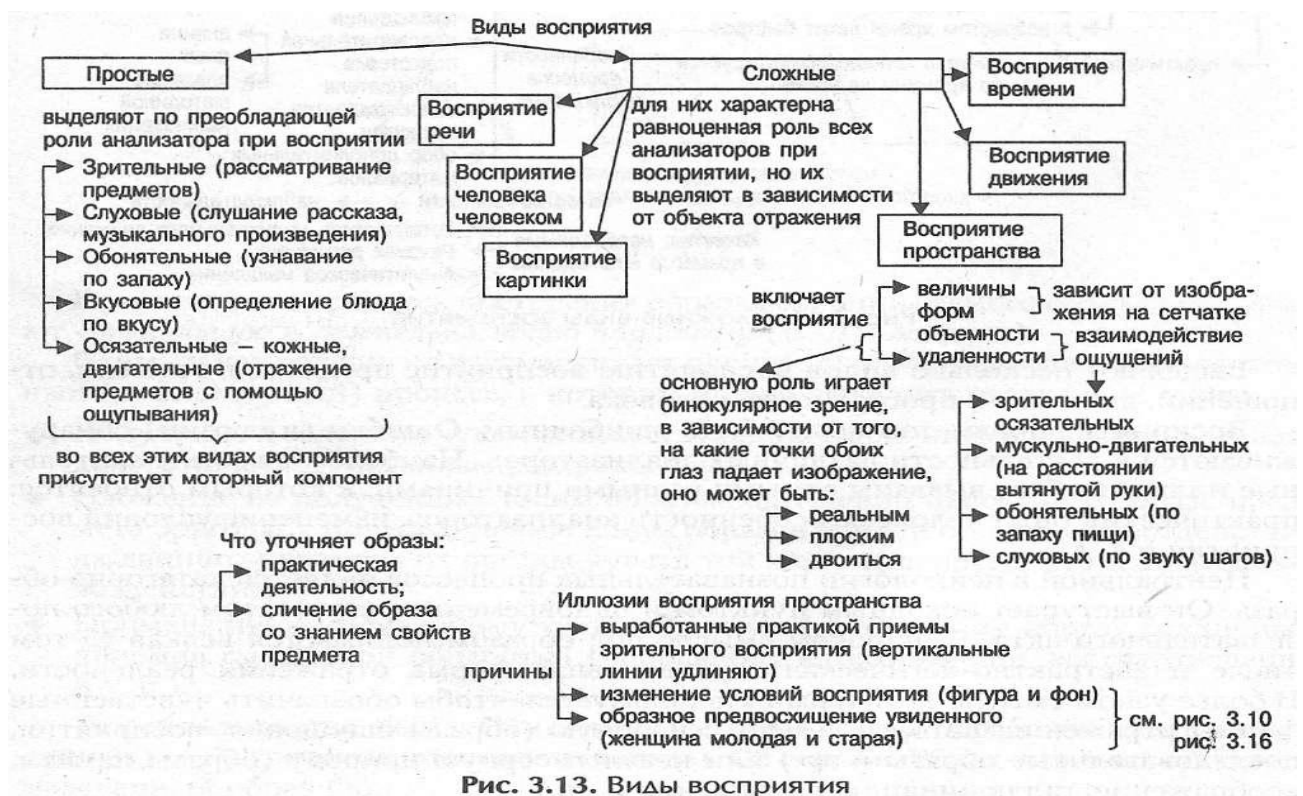 Виды восприятия
Простые
выделяют по преобладающей
роли анализатора при восприятии
Зрительные (рассматривание
предметов)
Слуховые (слушание рассказа,
музыкального произведения)
Обонятельные (узнавание
по запаху)
Вкусовые (определение блюда
по вкусу)
Осязательные — кожные
двигательные (отражение
предметов с помощью
ощупывания)
во всех этих видах восприятия
присутствует моторный компонент
Сложные
для них характерна
равноценная роль всех
анализаторов при
восприятии, но их
выделяют в зависимости
от объекта отражения
Восприятие
речи
Восприятие
человека
человеком
Восприятие
картинки
Восприятие
времени
Восприятие
движения
Восприятие
пространства
включает
восприятие
величины
форм
объемности
удаленности
зависит от изобра-
жения на сетчатке
взаимодействие
ощущений
зрительных
осязательных
мускульно-двигательных
(на расстоянии
вытянутой руки)
обонятельных (по
запаху пищи)
слуховых (по звуку шагов)
основную роль играет
бинокулярное зрение,
в зависимости от того,
на какие точки обоих
глаз падает изображение,
оно может быть:
реальным
плоским
двоиться
Что уточняет образы:
практическая
деятельность;
сличение образа
со знанием свойств
предмета
Иллюзии восприятия пространства
причины
выработанные практикой приемы
зрительного восприятия (вертикальные
линии удлиняют)
изменение условий восприятия (фигура и фон)
образное предвосхищение увиденного
(женщина молодая и старая)
см. рис. 3.10
рис. 3.16
Рис. 3.13. Виды восприятия